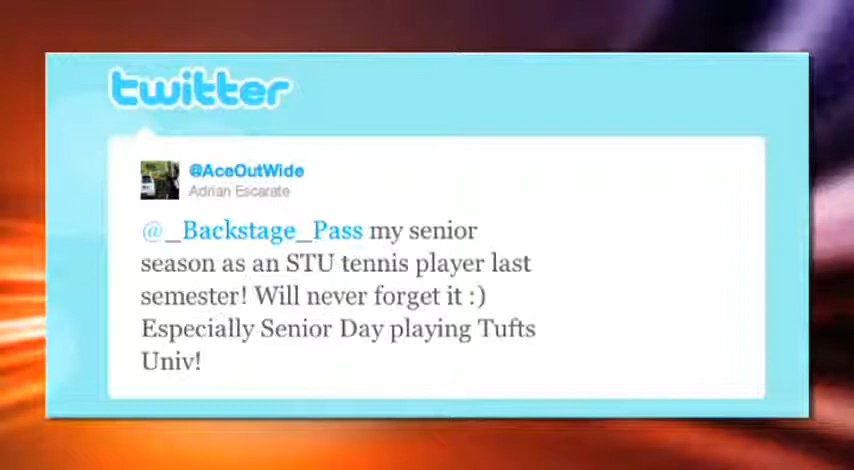 twitter
@AceOutWide
Adrian Escarate
@_Backstage_Pass my senior
season as an STU tennis player last
semester! Will never forget it :)
Especially Senior Day playing Tufts
Univ!